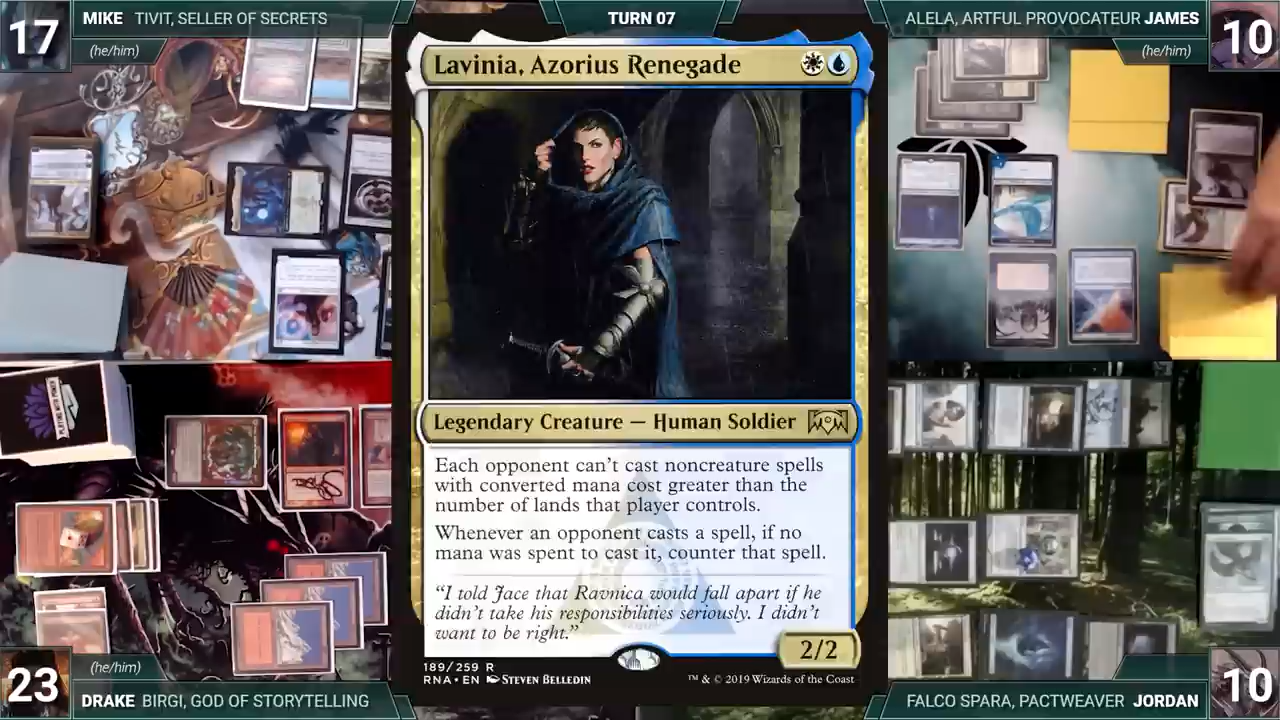 17
MIKE TIVIT, SELLER OF SECRETS
(he/him)
TURN 07
ALELA, ARTFUL PROVOCATEUR JAMES
(he/him)
10
Lavinia, Azorius Renegade
Legendary Creature — Human Soldier
Each opponent can't cast noncreature spells
with converted mana cost greater than the
number of lands that player controls.
Whenever an opponent casts a spell, if no
mana was spent to cast it, counter that spell.
"I told Jace that Ravnica would fall apart if he
didn't take his responsibilities seriously. I didn't
want to be right."
2/2
189/259 R
RNA • EN STEVEN BELLEDIN
™ & © 2019 Wizards of the Coast
PLAYING WITH POWER
23
(he/him)
DRAKE BIRGI, GOD OF STORYTELLING
(he/him)
FALCO SPARA, PACTWEAVER JORDAN
10